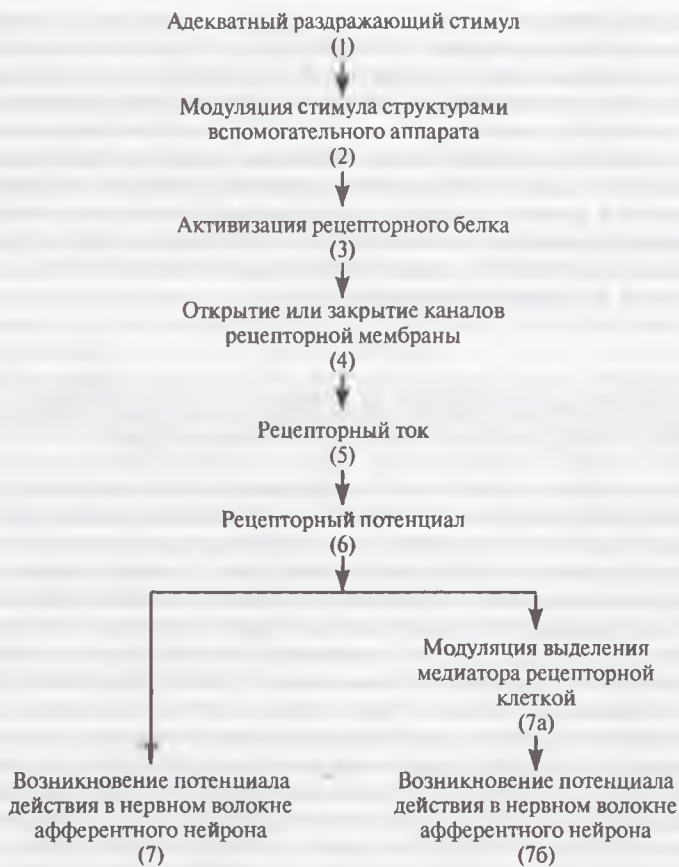 Адекватный раздражающий стимул
(1)
Модуляция стимула структурами
вспомогательного аппарата
(2)
Активизация рецепторного белка
(3)
Открытие или закрытие каналов
рецепторной мембраны
(4)
Рецепторный ток
(5)
Рецепторный потенциал
(6)
Модуляция выделения
медиатора рецепторной
клеткой
(7а)
Возникновение потенциала
действия в нервном волокне
афферентного нейрона
(7)
Возникновение потенциала
действия в нервном волокне
афферентного нейрона
(7б)